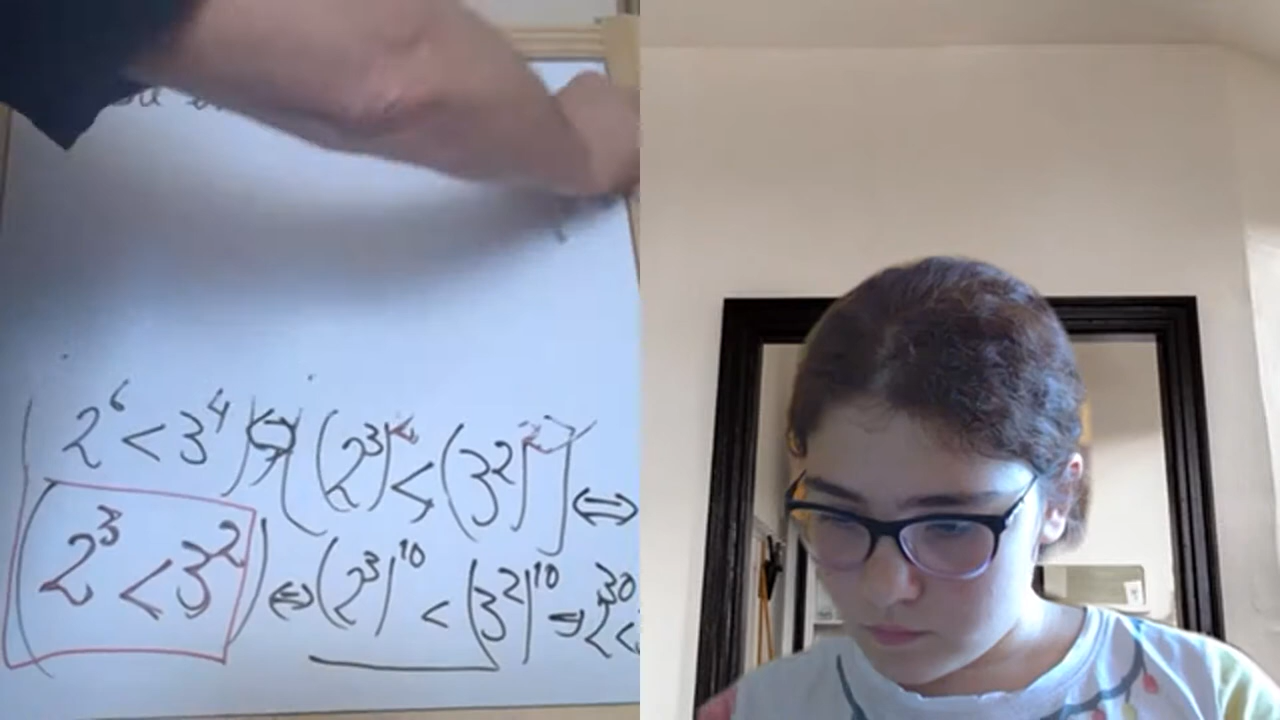 (2⁶ < 3⁴) ⇔ ((2³)² < (3²)²) ⇔
(2³ < 3²) ⇔ (2³)¹⁰ < (3²)¹⁰ ⇒ 2³⁰ <